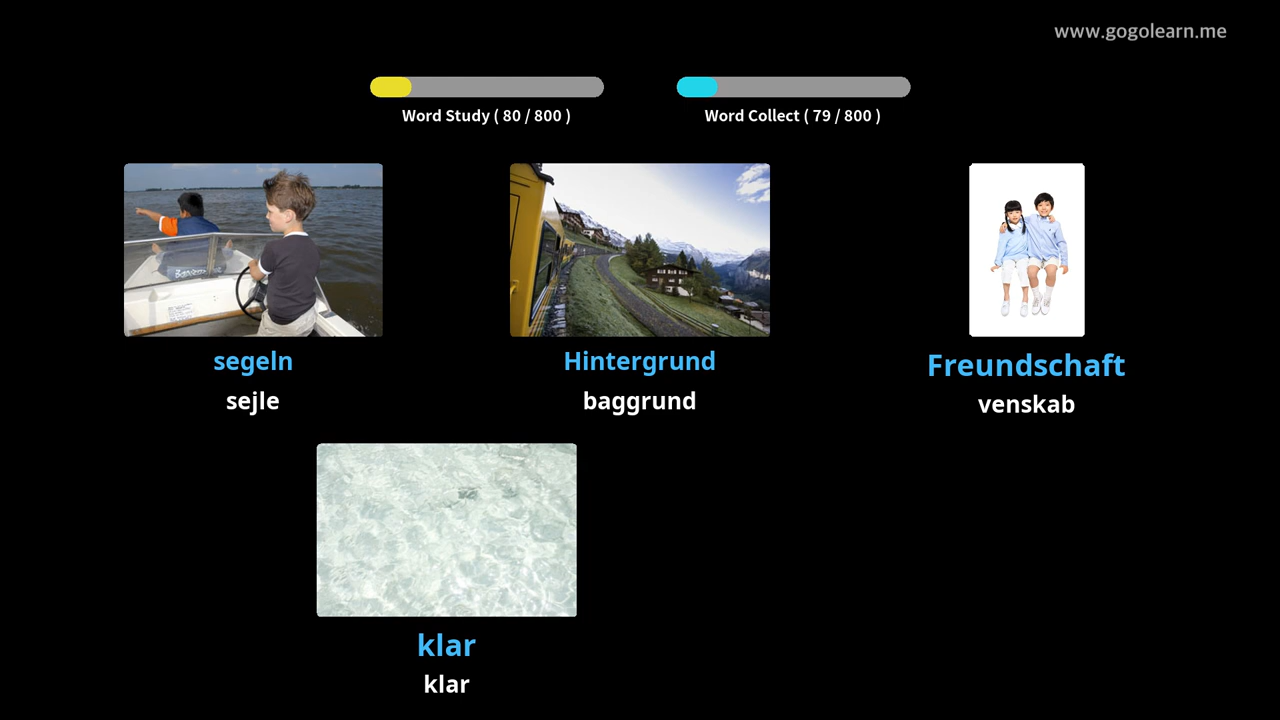 www.gogolearn.me
Word Study ( 80 / 800 )
Word Collect ( 79 / 800 )
segeln
sejle
Hintergrund
baggrund
Freundschaft
venskab
klar
klar